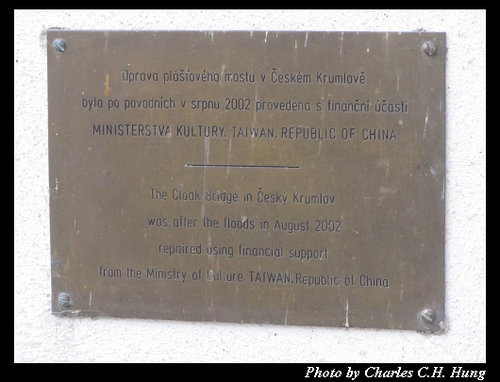 Oprava plášťového mostu v Českém Krumlově
byla po povodních v srpnu 2002 provedena s finanční účastí
MINISTERSTVA KULTURY, TAIWAN, REPUBLIC OF CHINA
The Cloak Bridge in Český Krumlov
was after the floods in August 2002
repaired using financial support
from the Ministry of Culture, TAIWAN, Republic of China
Photo by Charles C.H. Hung